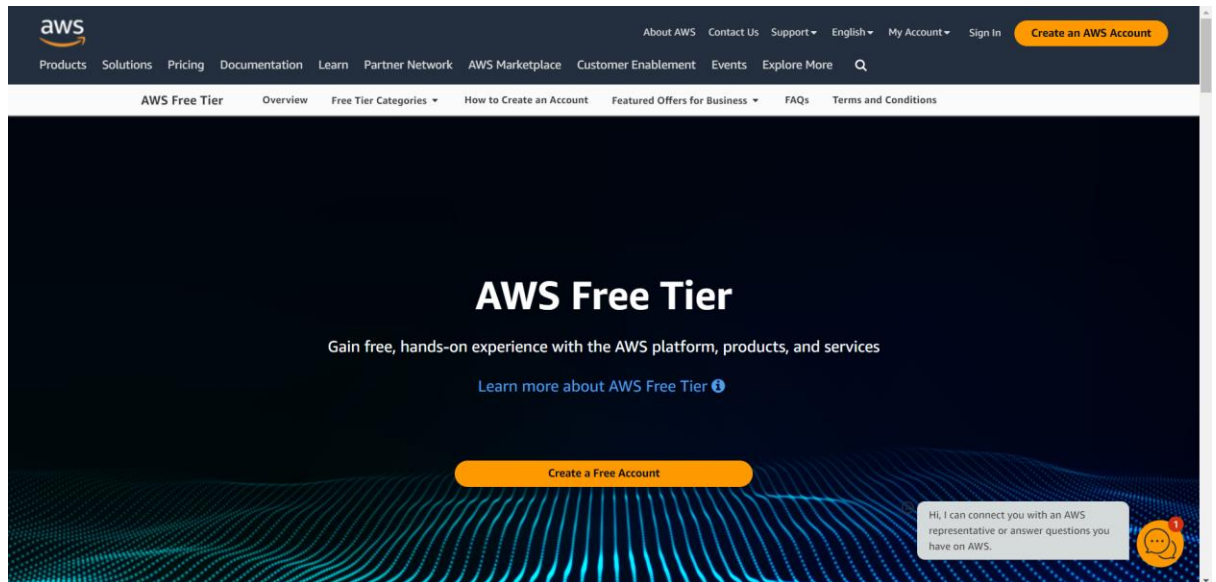 aws
About AWS Contact Us Support English My Account Sign In Create an AWS Account
Products Solutions Pricing Documentation Learn Partner Network AWS Marketplace Customer Enablement Events Explore More
AWS Free Tier Overview Free Tier Categories How to Create an Account Featured Offers for Business FAQs Terms and Conditions
AWS Free Tier
Gain free, hands-on experience with the AWS platform, products, and services
Learn more about AWS Free Tier
Create a Free Account
Hi, I can connect you with an AWS
representative or answer questions you
have on AWS.
1